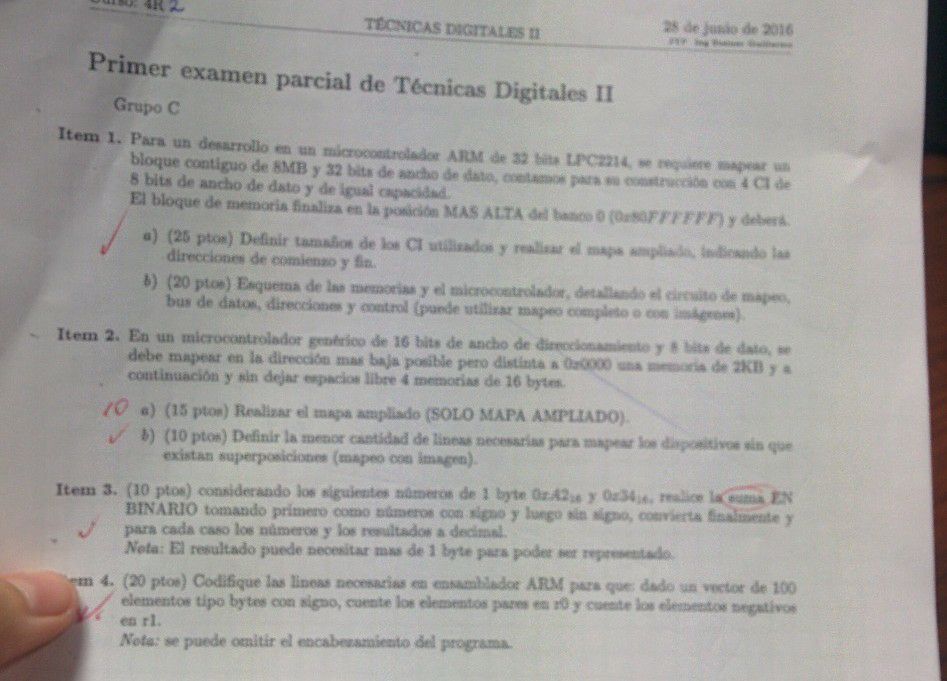 Curso: 4R2
TÉCNICAS DIGITALES II
28 de junio de 2016
Primer examen parcial de Técnicas Digitales II
Grupo C
Item 1. Para un desarrollo en un microcontrolador ARM de 32 bits LPC2214, se requiere mapear un
bloque contiguo de 8MB y 32 bits de ancho de dato, contamos para su construcción con 4 CI de
8 bits de ancho de dato y de igual capacidad.
El bloque de memoria finaliza en la posición MAS ALTA del banco 0 (0x80FFFFFF) y deberá.
a) (25 ptos) Definir tamaños de los CI utilizados y realizar el mapa ampliado, indicando las
direcciones de comienzo y fin.
b) (20 ptos) Esquema de las memorias y el microcontrolador, detallando el circuito de mapeo,
bus de datos, direcciones y control (puede utilizar mapeo completo o con imágenes).
Item 2. En un microcontrolador genérico de 16 bits de ancho de direccionamiento y 8 bits de dato, se
debe mapear en la dirección mas baja posible pero distinta a 0x0000 una memoria de 2KB y a
continuación y sin dejar espacios libre 4 memorias de 16 bytes.
10 a) (15 ptos) Realizar el mapa ampliado (SOLO MAPA AMPLIADO).
b) (10 ptos) Definir la menor cantidad de lineas necesarias para mapear los dispositivos sin que
existan superposiciones (mapeo con imagen).
Item 3. (10 ptos) considerando los siguientes números de 1 byte 0xA2₁₆ y 0x34₁₆, realice la suma EN
BINARIO tomando primero como números con signo y luego sin signo, convierta finalmente y
para cada caso los números y los resultados a decimal.
Nota: El resultado puede necesitar mas de 1 byte para poder ser representado.
em 4. (20 ptos) Codifique las lineas necesarias en ensamblador ARM para que: dado un vector de 100
elementos tipo bytes con signo, cuente los elementos pares en r0 y cuente los elementos negativos
en r1.
Nota: se puede omitir el encabezamiento del programa.